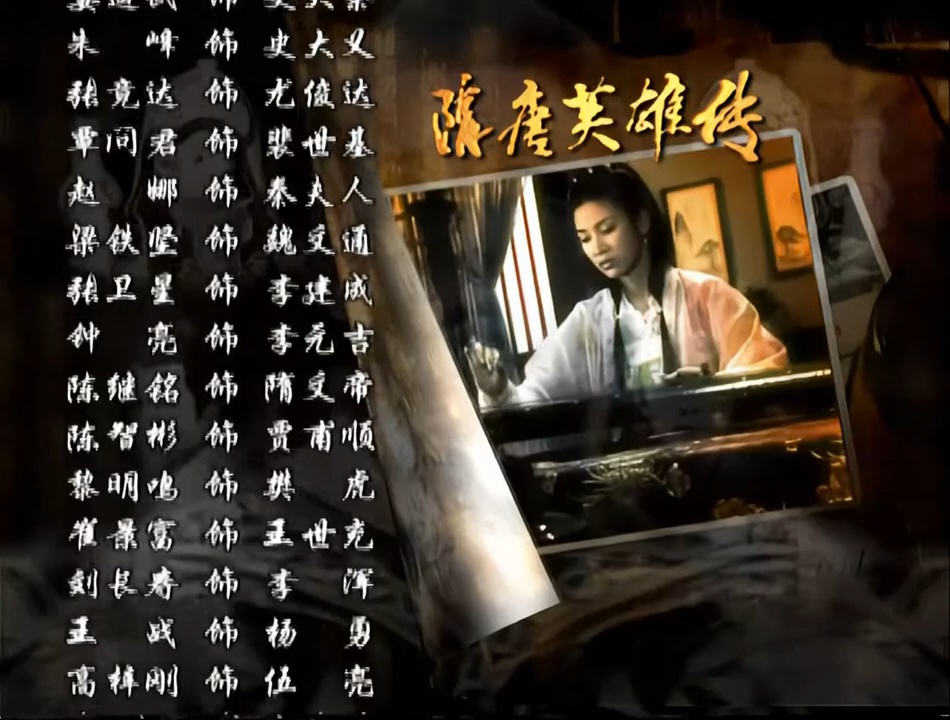 隋唐英雄传
朱 峰 饰 史大义
张竞达 饰 尤俊达
覃问君 饰 裴世基
赵 娜 饰 秦夫人
梁铁坚 饰 魏文通
张卫星 饰 李建成
钟 亮 饰 李元吉
陈继铭 饰 隋文帝
陈智彬 饰 贾甫顺
黎明鸣 饰 樊 虎
崔景富 饰 王世充
刘长寿 饰 李 浑
王 战 饰 杨 勇
高梓刚 饰 伍 亮